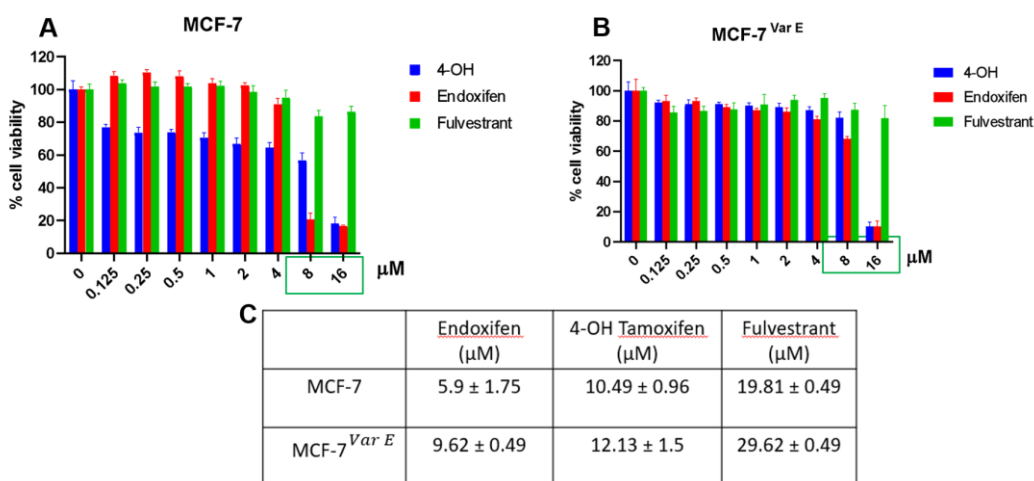 A
MCF-7
% cell viability
120
100
80
60
40
20
0
0
0.125
0.25
0.5
1
2
4
8
16
µM
4-OH
Endoxifen
Fulvestrant
B
MCF-7 Var E
% cell viability
120
100
80
60
40
20
0
0
0.125
0.25
0.5
1
2
4
8
16
µM
4-OH
Endoxifen
Fulvestrant
C
Endoxifen (µM)
4-OH Tamoxifen (µM)
Fulvestrant (µM)
MCF-7
5.9 ± 1.75
10.49 ± 0.96
19.81 ± 0.49
MCF-7 Var E
9.62 ± 0.49
12.13 ± 1.5
29.62 ± 0.49